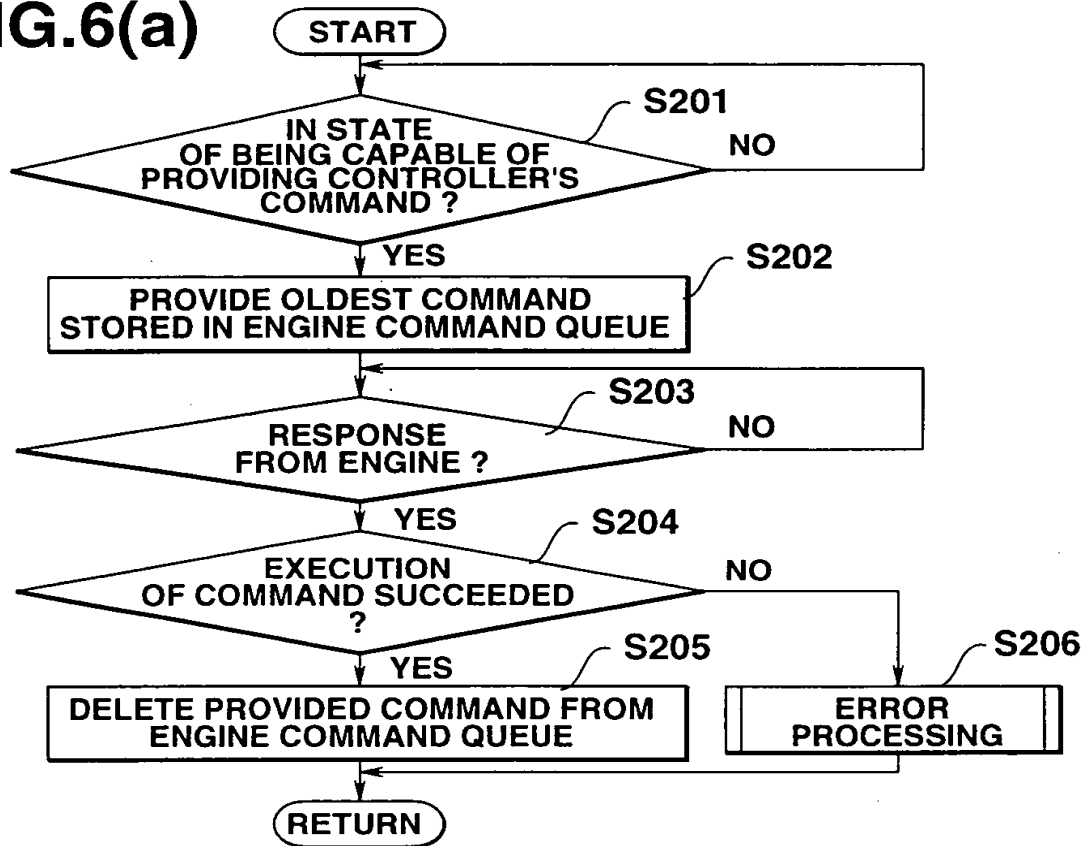 IG.6(a)
START
S201
IN STATE
OF BEING CAPABLE OF
PROVIDING CONTROLLER'S
COMMAND ?
NO
YES
S202
PROVIDE OLDEST COMMAND
STORED IN ENGINE COMMAND QUEUE
S203
RESPONSE
FROM ENGINE ?
NO
YES
S204
EXECUTION
OF COMMAND SUCCEEDED
?
NO
YES
S205
DELETE PROVIDED COMMAND FROM
ENGINE COMMAND QUEUE
S206
ERROR
PROCESSING
RETURN